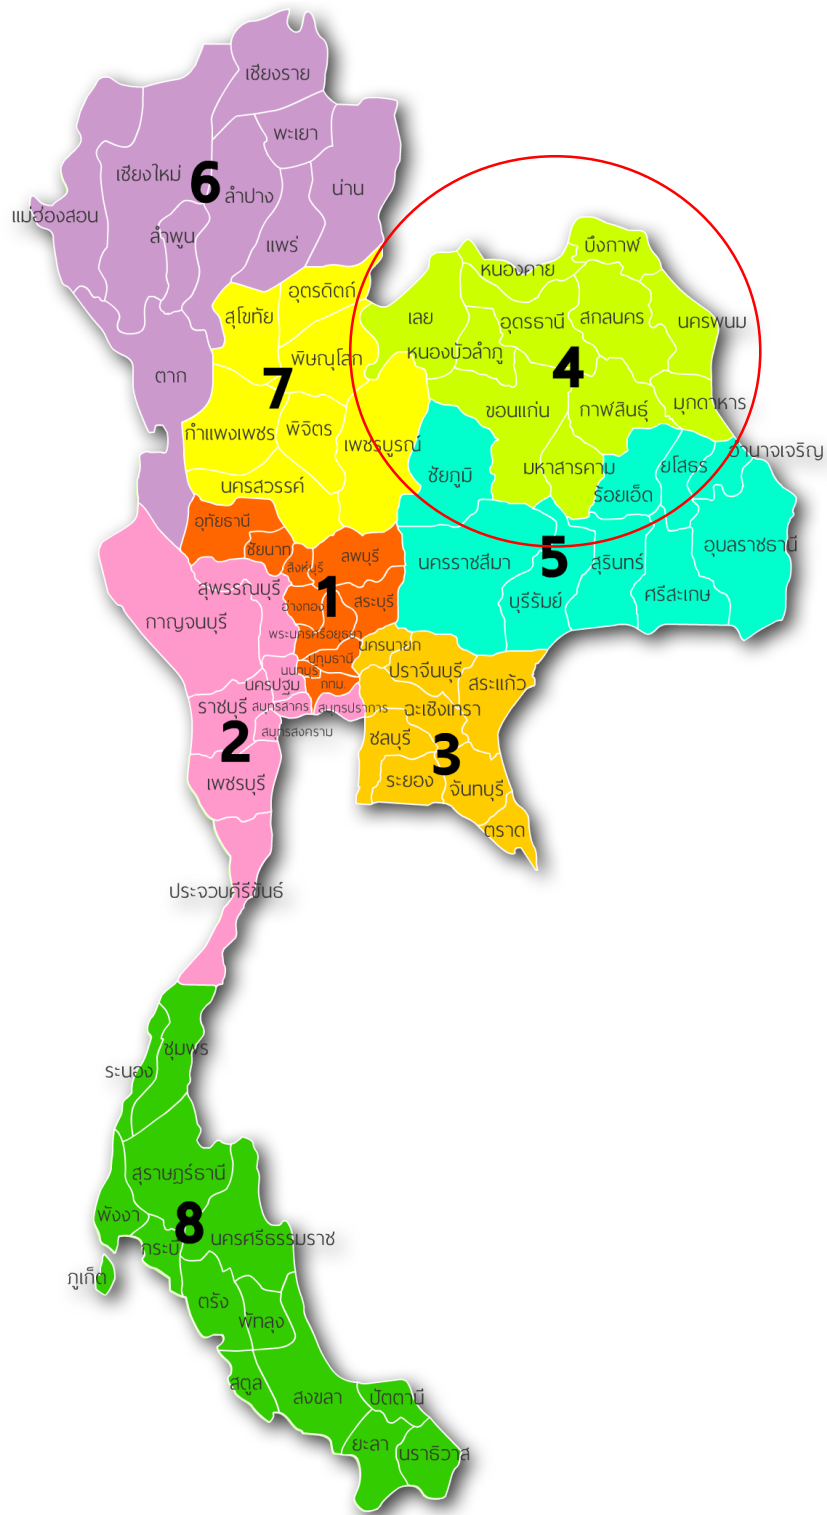 เชียงราย
พะเยา
เชียงใหม่
6
ลำปาง
น่าน
แม่ฮ่องสอน
ลำพูน
แพร่
ตาก
อุตรดิตถ์
สุโขทัย
พิษณุโลก
7
กำแพงเพชร
พิจิตร
เพชรบูรณ์
นครสวรรค์
บึงกาฬ
หนองคาย
เลย
อุดรธานี
สกลนคร
นครพนม
หนองบัวลำภู
4
ขอนแก่น
กาฬสินธุ์
มุกดาหาร
มหาสารคาม
ชัยภูมิ
ร้อยเอ็ด
ยโสธร
อำนาจเจริญ
นครราชสีมา
5
สุรินทร์
อุบลราชธานี
บุรีรัมย์
ศรีสะเกษ
อุทัยธานี
ชัยนาท
สิงห์บุรี
ลพบุรี
อ่างทอง
1
สระบุรี
พระนครศรีอยุธยา
ปทุมธานี
นนทบุรี
กทม.
สุพรรณบุรี
กาญจนบุรี
นครปฐม
ราชบุรี
สมุทรสาคร
สมุทรปราการ
สมุทรสงคราม
2
เพชรบุรี
ประจวบคีรีขันธ์
นครนายก
ปราจีนบุรี
สระแก้ว
ฉะเชิงเทรา
ชลบุรี
3
ระยอง
จันทบุรี
ตราด
ชุมพร
ระนอง
สุราษฎร์ธานี
พังงา
8
นครศรีธรรมราช
กระบี่
ภูเก็ต
ตรัง
พัทลุง
สตูล
สงขลา
ปัตตานี
ยะลา
นราธิวาส